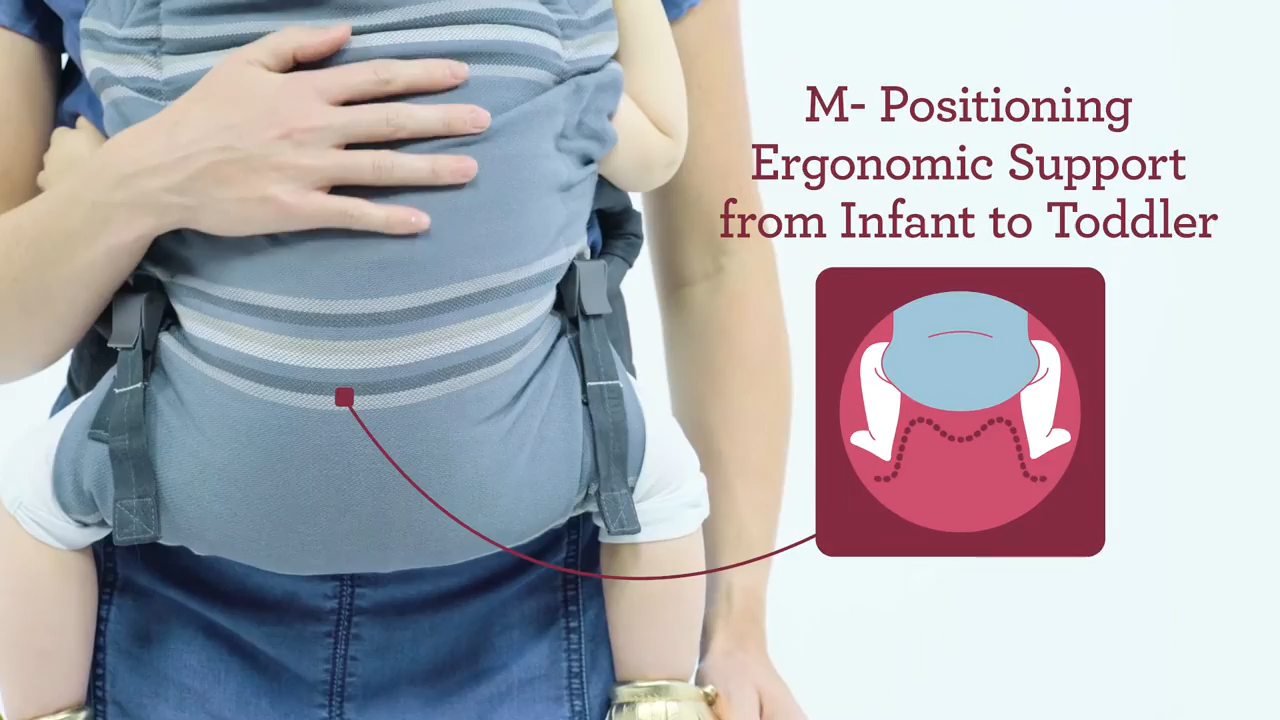 M- Positioning
Ergonomic Support
from Infant to Toddler